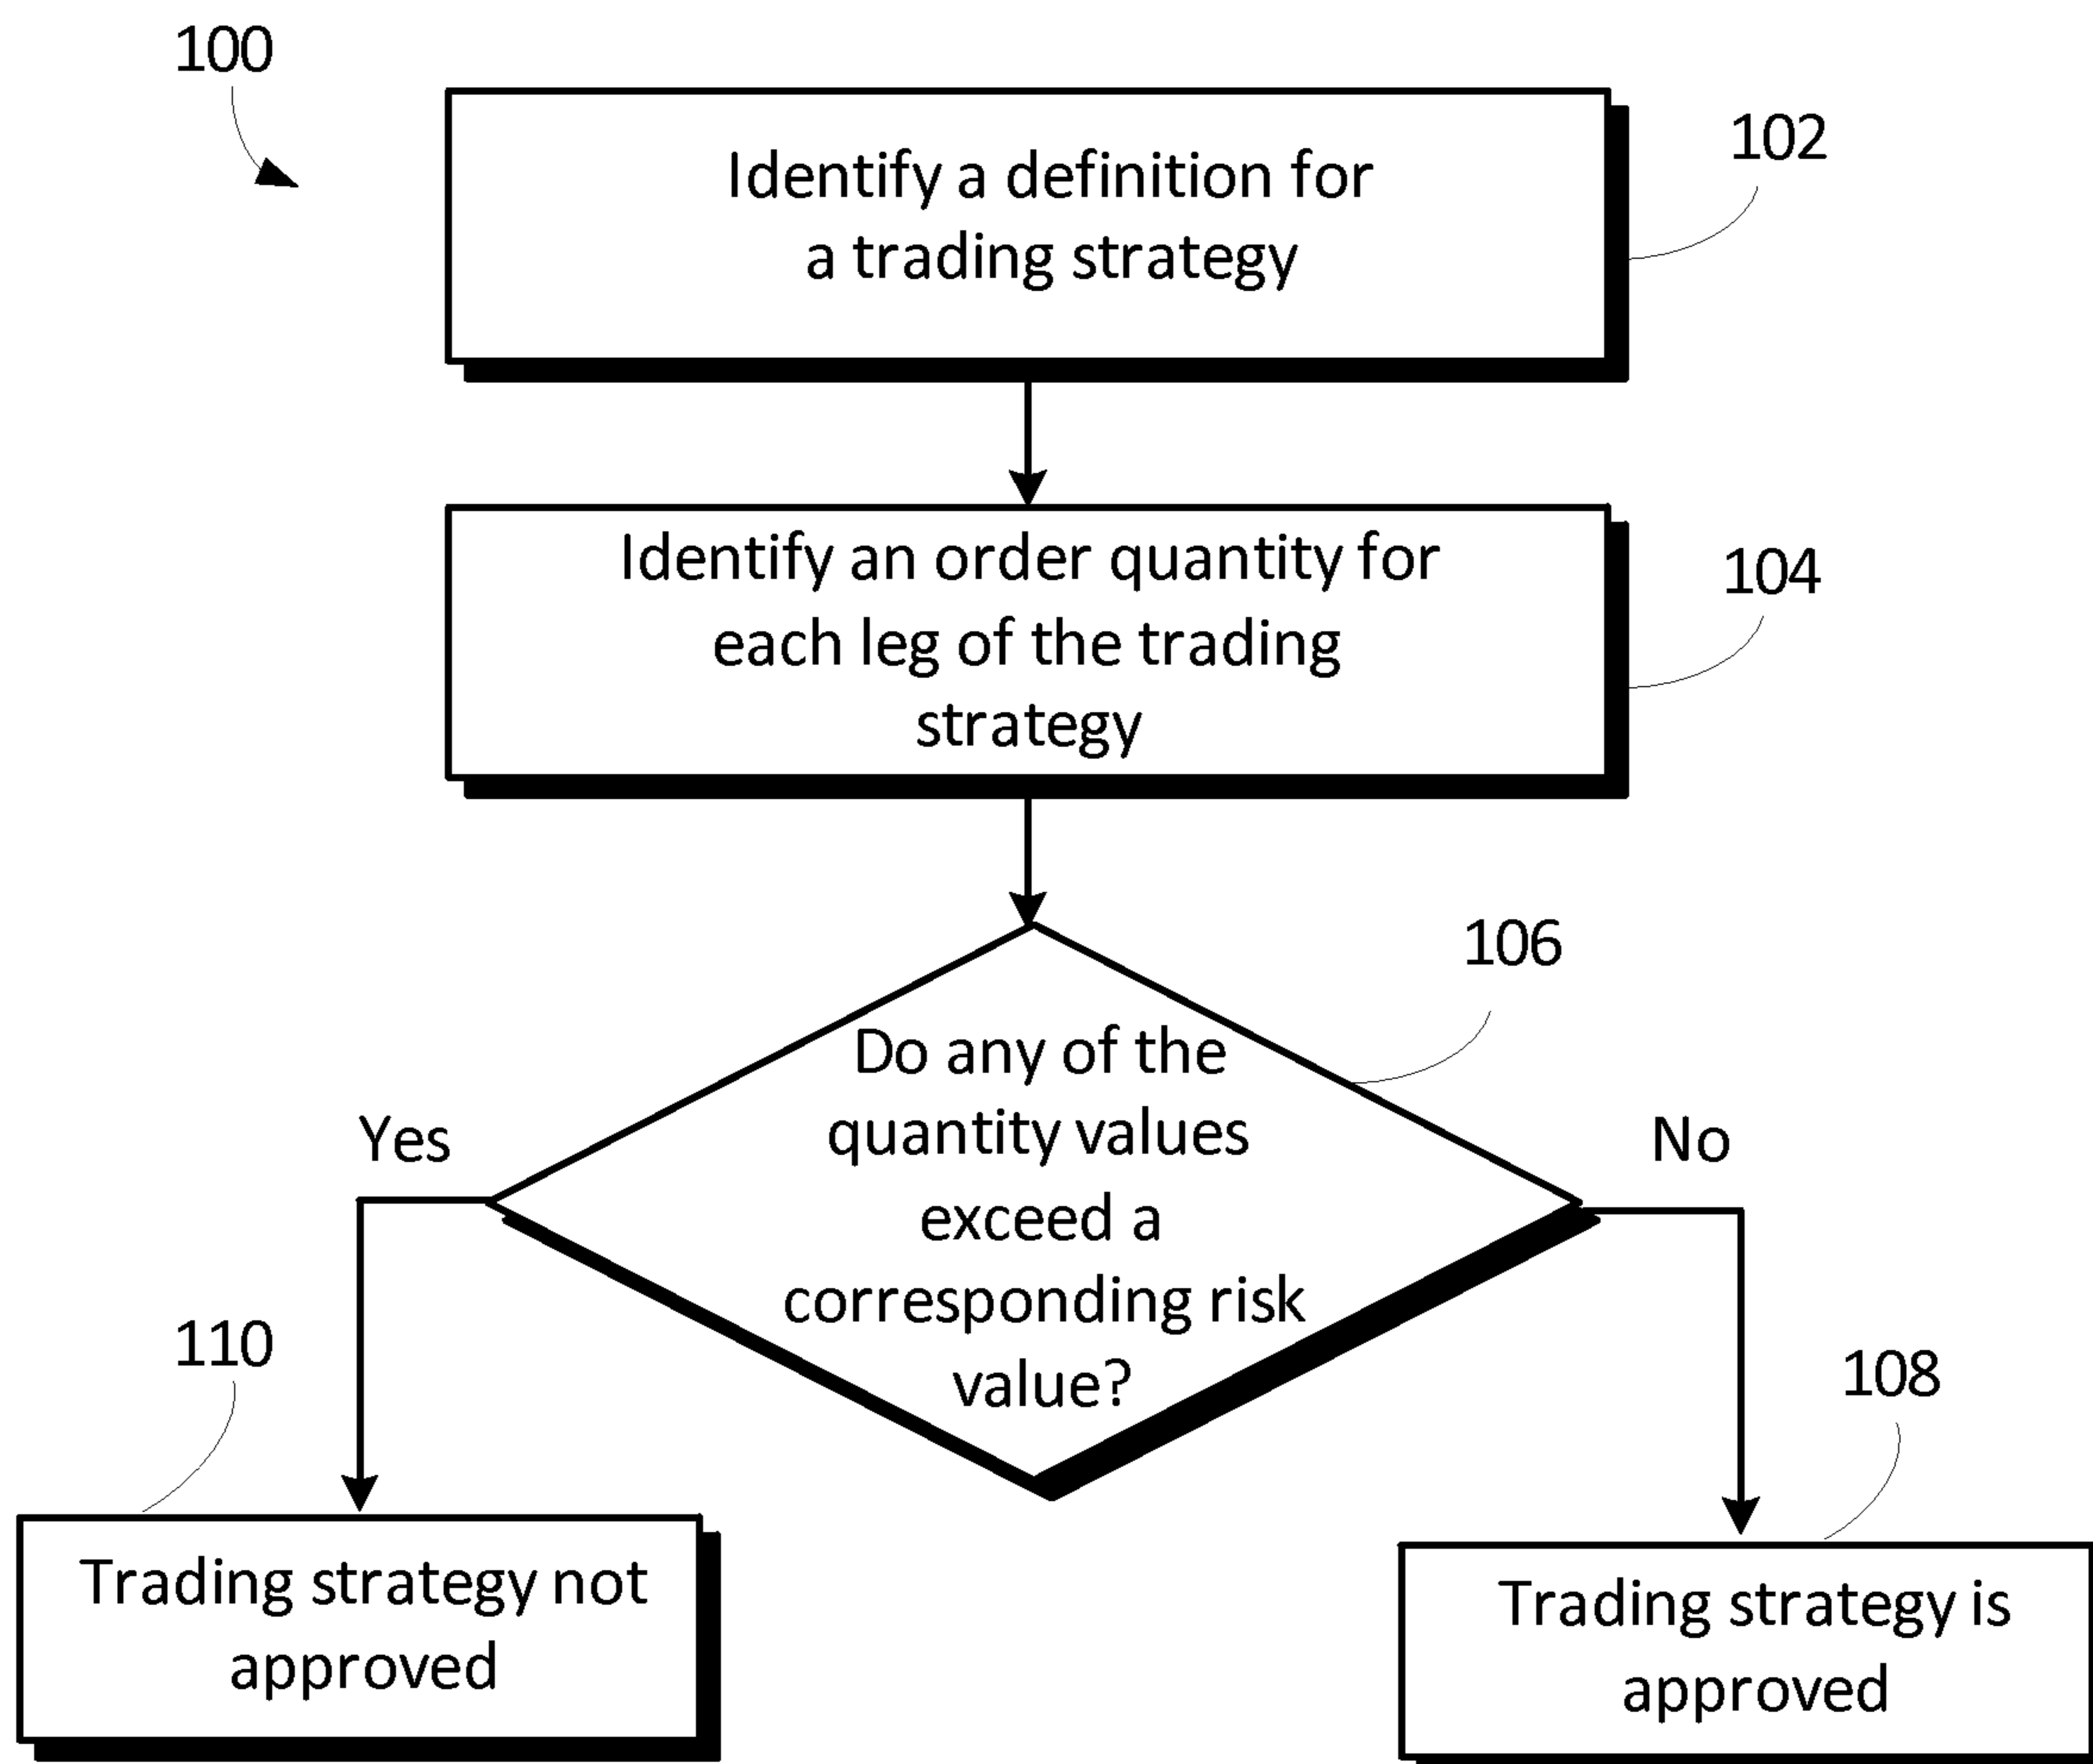 100
102
Identify a definition for
a trading strategy
104
Identify an order quantity for
each leg of the trading
strategy
106
Do any of the
quantity values
exceed a
corresponding risk
value?
Yes
No
110
108
Trading strategy not
approved
Trading strategy is
approved